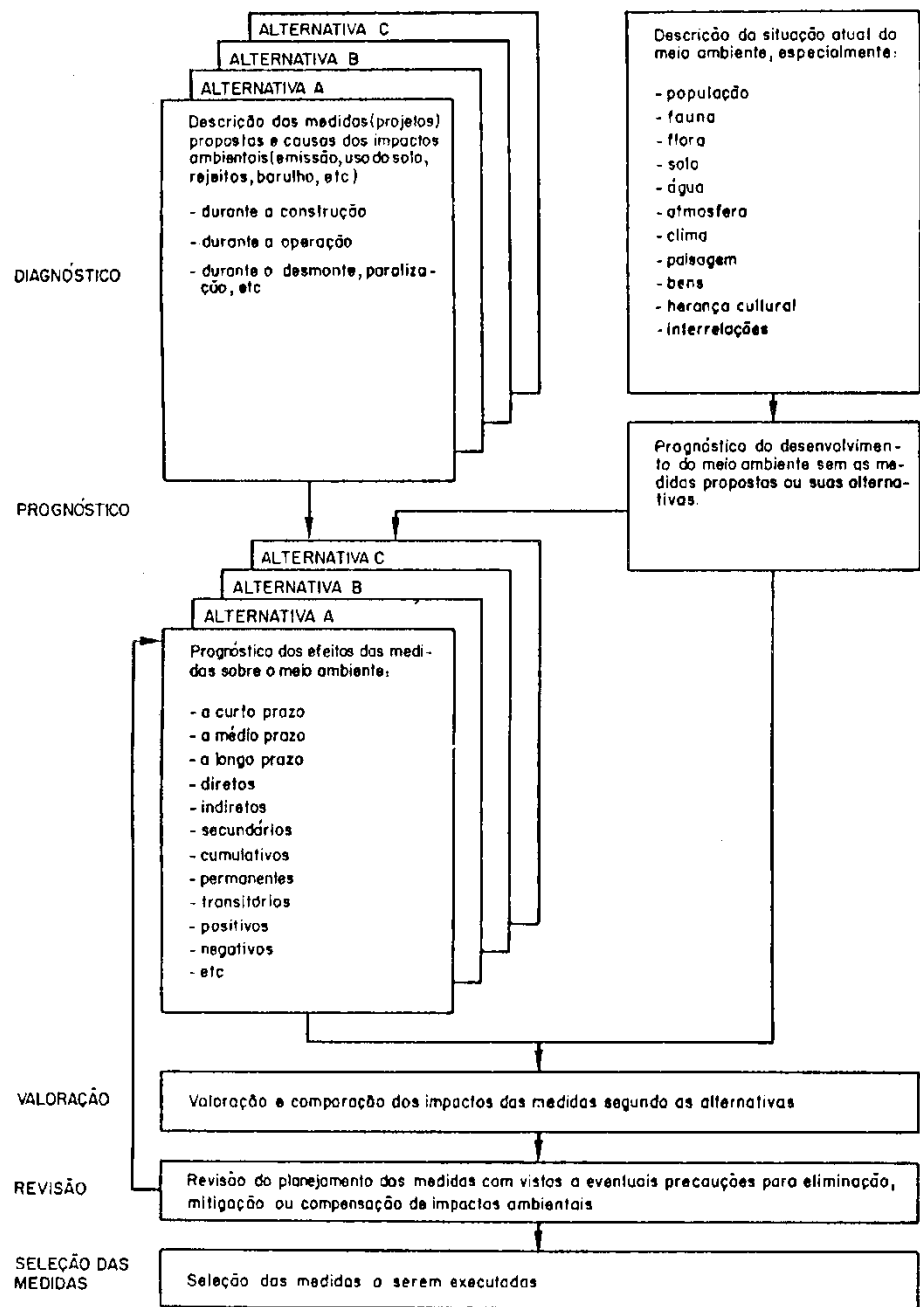 ALTERNATIVA C
ALTERNATIVA B
ALTERNATIVA A
Descrição das medidas (projetos)
propostas e causas dos impactos
ambientais (emissão, uso do solo,
rejeitos, barulho, etc)
- durante a construção
- durante a operação
- durante o desmonte, paraliza-
ção, etc
Descrição da situação atual do
meio ambiente, especialmente:
- população
- fauna
- flora
- solo
- água
- atmosfera
- clima
- paisagem
- bens
- herança cultural
- interrelações
DIAGNÓSTICO
Prognóstico do desenvolvimen-
to do meio ambiente sem as me-
didas propostas ou suas alterna-
tivas.
PROGNÓSTICO
ALTERNATIVA C
ALTERNATIVA B
ALTERNATIVA A
Prognóstico dos efeitos das medi-
das sobre o meio ambiente:
- a curto prazo
- a médio prazo
- a longo prazo
- diretos
- indiretos
- secundários
- cumulativos
- permanentes
- transitórios
- positivos
- negativos
- etc
VALORAÇÃO
Valoração e comparação dos impactos das medidas segundo as alternativas
REVISÃO
Revisão do planejamento das medidas com vistas a eventuais precauções para eliminação,
mitigação ou compensação de impactos ambientais
SELEÇÃO DAS
MEDIDAS
Seleção das medidas a serem executadas